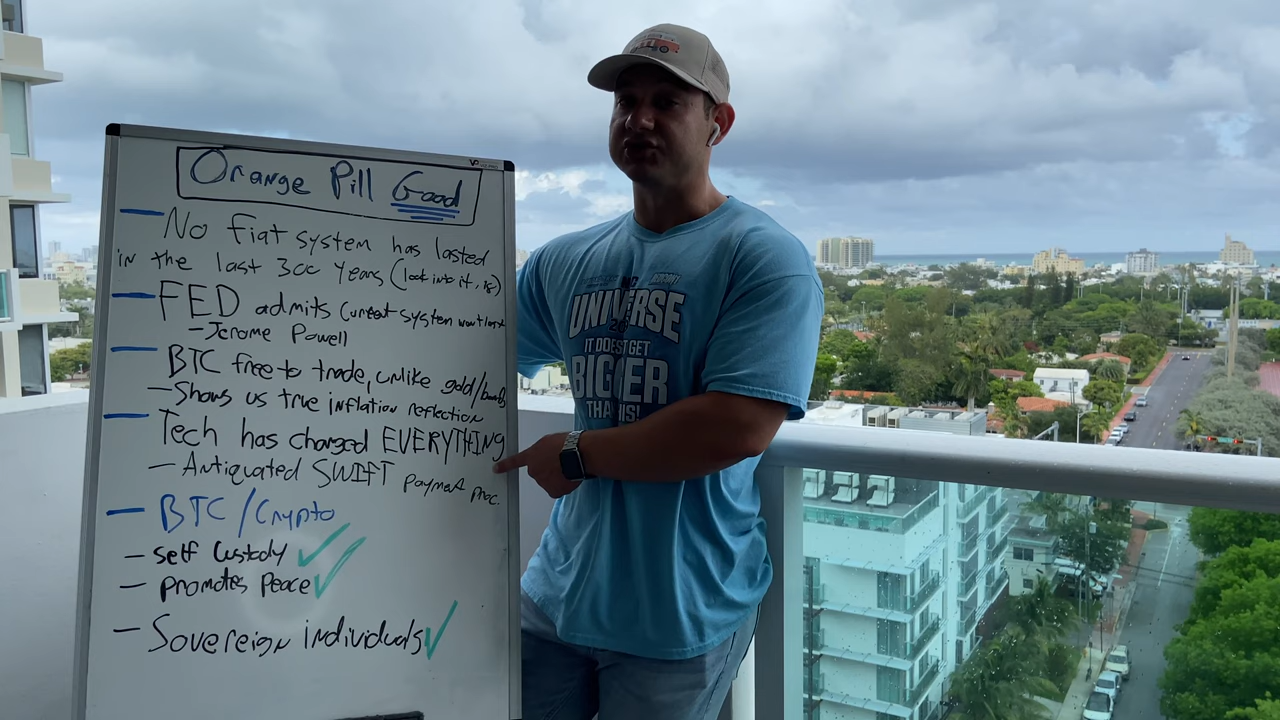 Orange Pill Good
No fiat system has lasted
in the last 300 years (look into it,
FED admits current system won't last
- Jerome Powell
BTC free to trade, unlike gold/
- Shows us true inflation reflection
Tech has changed EVERYTHING
- Antiquated SWIFT payment proc.
BTC/Crypto
- self custody ✓
- promotes peace ✓
- Sovereign individuals ✓
UNIVERSE
IT DOESN'T GET
BIGGER
THAN THIS!